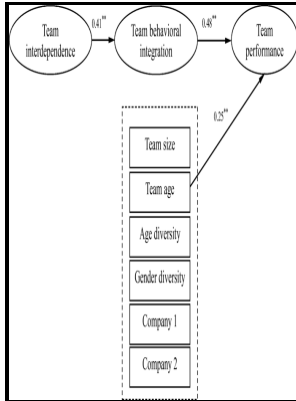 Team
interdependence
0.41**
Team behavioral
integration
0.48**
Team
performance
0.25**
Team size
Team age
Age diversity
Gender diversity
Company 1
Company 2